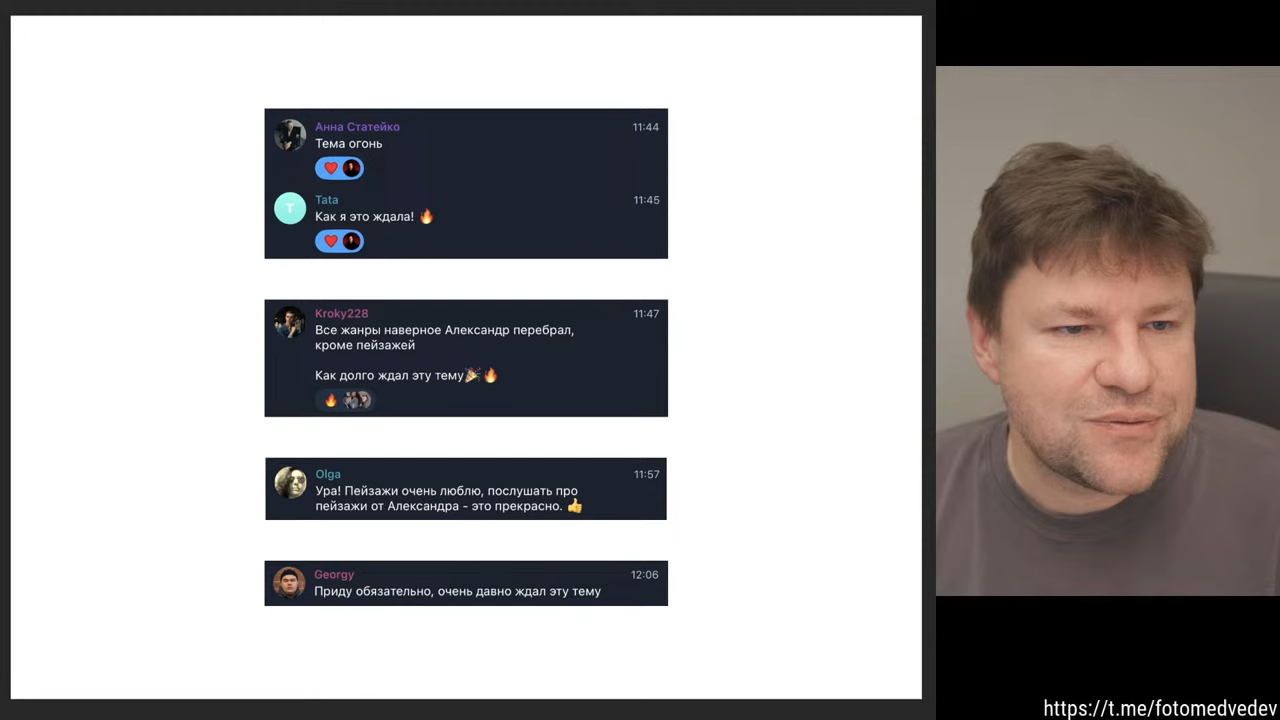 Анна Статейко 11:44
Тема огонь
T
Tata 11:45
Как я это ждала! 🔥
Kroky228 11:47
Все жанры наверное Александр перебрал,
кроме пейзажей
Как долго ждал эту тему🎉🔥
Olga 11:57
Ура! Пейзажи очень люблю, послушать про
пейзажи от Александра - это прекрасно. 👍
Georgy 12:06
Приду обязательно, очень давно ждал эту тему
https://t.me/fotomedvedev